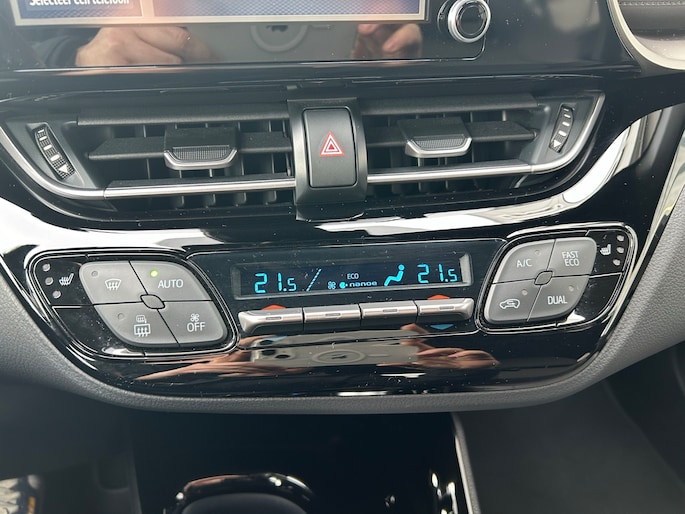 Selecteer een telefoon
21.5
ECO
nanoe
21.5
AUTO
OFF
A/C
FAST
ECO
DUAL